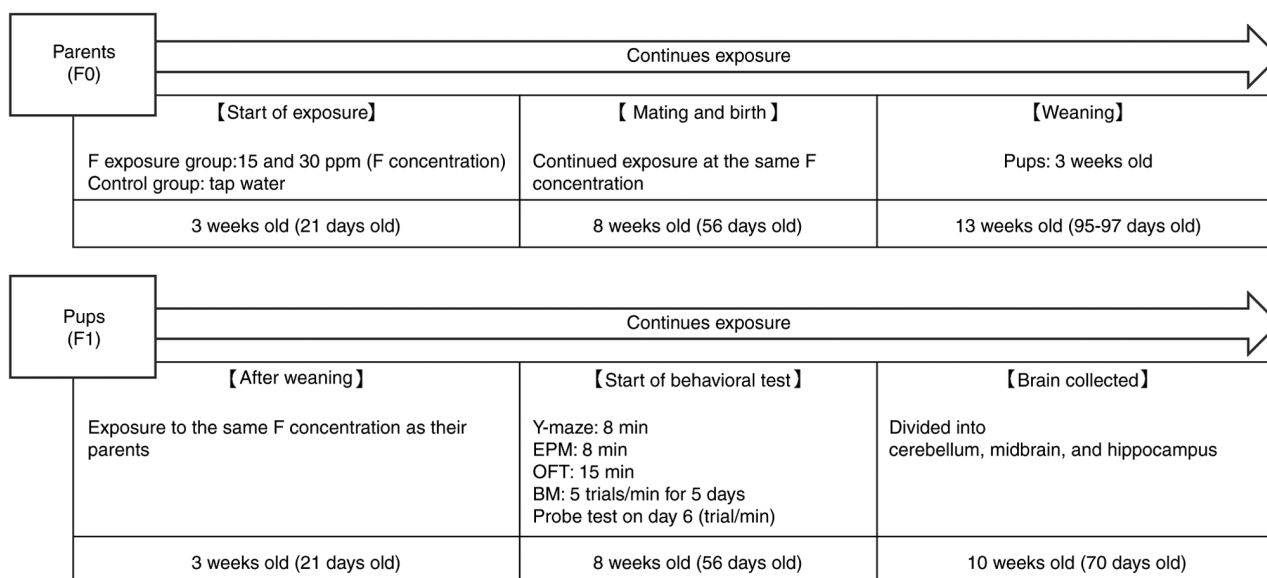 Parents
(F0)
Continues exposure
【Start of exposure】
F exposure group:15 and 30 ppm (F concentration)
Control group: tap water
3 weeks old (21 days old)
【 Mating and birth】
Continued exposure at the same F
concentration
8 weeks old (56 days old)
【Weaning】
Pups: 3 weeks old
13 weeks old (95-97 days old)
Pups
(F1)
Continues exposure
【After weaning】
Exposure to the same F concentration as their
parents
3 weeks old (21 days old)
【Start of behavioral test】
Y-maze: 8 min
EPM: 8 min
OFT: 15 min
BM: 5 trials/min for 5 days
Probe test on day 6 (trial/min)
8 weeks old (56 days old)
【Brain collected】
Divided into
cerebellum, midbrain, and hippocampus
10 weeks old (70 days old)